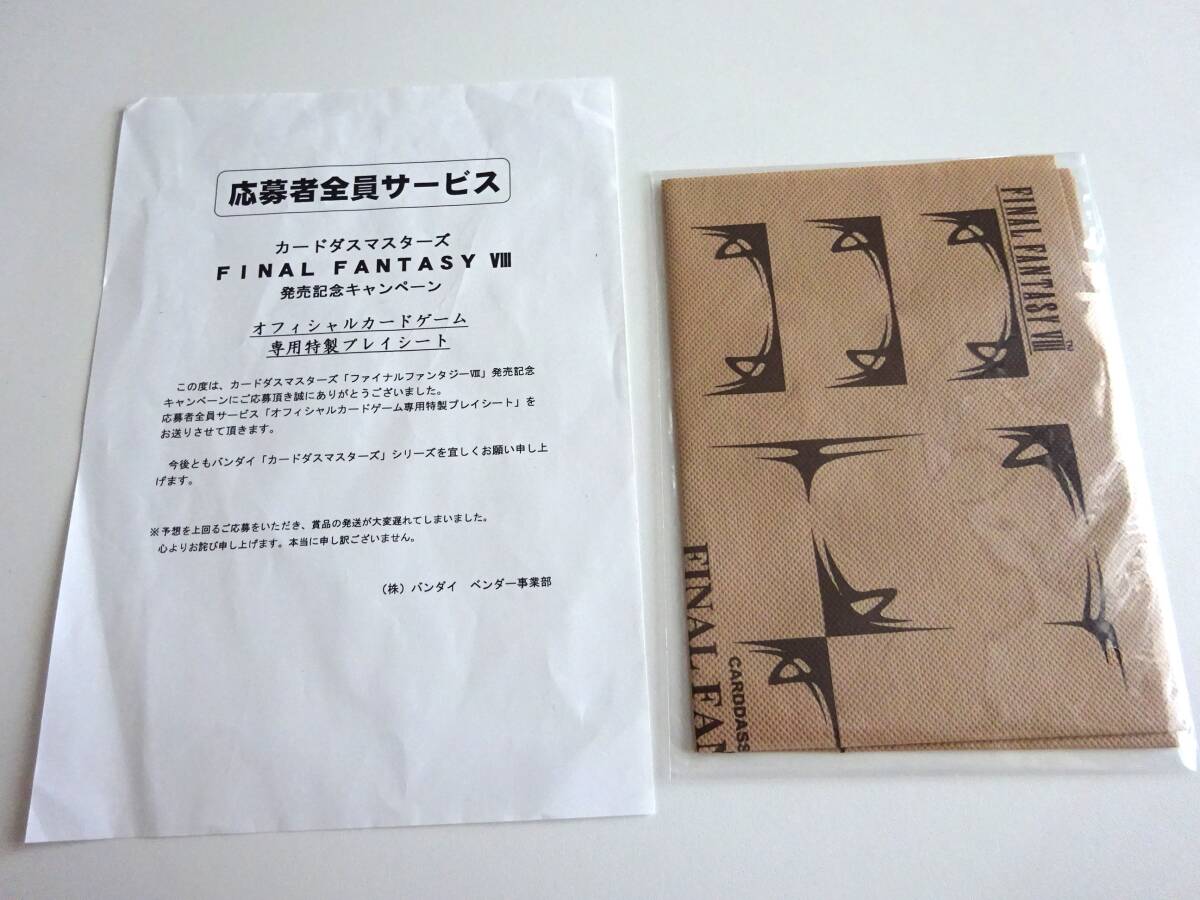 応募者全員サービス
カードダスマスターズ
FINAL FANTASY Ⅷ
発売記念キャンペーン
オフィシャルカードゲーム
専用特製プレイシート
この度は、カードダスマスターズ「ファイナルファンタジーⅧ」発売記念
キャンペーンにご応募頂き誠にありがとうございました。
応募者全員サービス「オフィシャルカードゲーム専用特製プレイシート」を
お送りさせて頂きます。
今後ともバンダイ「カードダスマスターズ」シリーズを宜しくお願い申し上
げます。
※予想を上回るご応募をいただき、賞品の発送が大変遅れてしまいました。
心よりお詫び申し上げます。本当に申し訳ございません。
（株）バンダイ　ベンダー事業部
FINAL FANTASY VIII™
CARDDASS
FINAL FAN